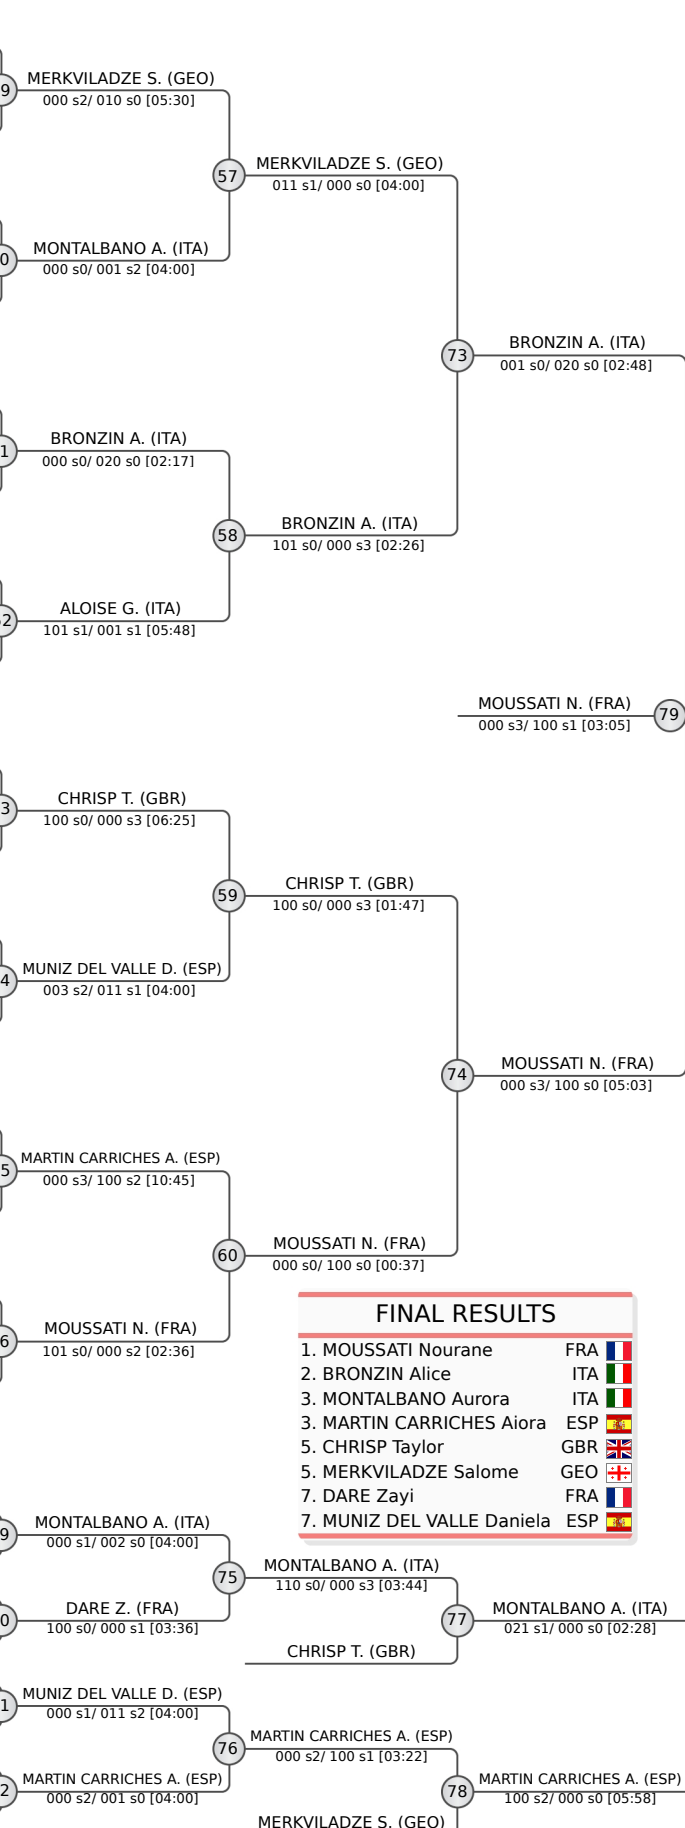 9
MERKVILADZE S. (GEO)
000 s2/ 010 s0 [05:30]
57
MERKVILADZE S. (GEO)
011 s1/ 000 s0 [04:00]
0
MONTALBANO A. (ITA)
000 s0/ 001 s2 [04:00]
73
BRONZIN A. (ITA)
001 s0/ 020 s0 [02:48]
1
BRONZIN A. (ITA)
000 s0/ 020 s0 [02:17]
58
BRONZIN A. (ITA)
101 s0/ 000 s3 [02:26]
2
ALOISE G. (ITA)
101 s1/ 001 s1 [05:48]
MOUSSATI N. (FRA)
000 s3/ 100 s1 [03:05]
79
3
CHRISP T. (GBR)
100 s0/ 000 s3 [06:25]
59
CHRISP T. (GBR)
100 s0/ 000 s3 [01:47]
4
MUNIZ DEL VALLE D. (ESP)
003 s2/ 011 s1 [04:00]
74
MOUSSATI N. (FRA)
000 s3/ 100 s0 [05:03]
5
MARTIN CARRICHES A. (ESP)
000 s3/ 100 s2 [10:45]
60
MOUSSATI N. (FRA)
000 s0/ 100 s0 [00:37]
6
MOUSSATI N. (FRA)
101 s0/ 000 s2 [02:36]
FINAL RESULTS
1. MOUSSATI Nourane FRA
2. BRONZIN Alice ITA
3. MONTALBANO Aurora ITA
3. MARTIN CARRICHES Aiora ESP
5. CHRISP Taylor GBR
5. MERKVILADZE Salome GEO
7. DARE Zayi FRA
7. MUNIZ DEL VALLE Daniela ESP
9
MONTALBANO A. (ITA)
000 s1/ 002 s0 [04:00]
75
MONTALBANO A. (ITA)
110 s0/ 000 s3 [03:44]
0
DARE Z. (FRA)
100 s0/ 000 s1 [03:36]
77
MONTALBANO A. (ITA)
021 s1/ 000 s0 [02:28]
CHRISP T. (GBR)
1
MUNIZ DEL VALLE D. (ESP)
000 s1/ 011 s2 [04:00]
76
MARTIN CARRICHES A. (ESP)
000 s2/ 100 s1 [03:22]
2
MARTIN CARRICHES A. (ESP)
000 s2/ 001 s0 [04:00]
78
MARTIN CARRICHES A. (ESP)
100 s2/ 000 s0 [05:58]
MERKVILADZE S. (GEO)